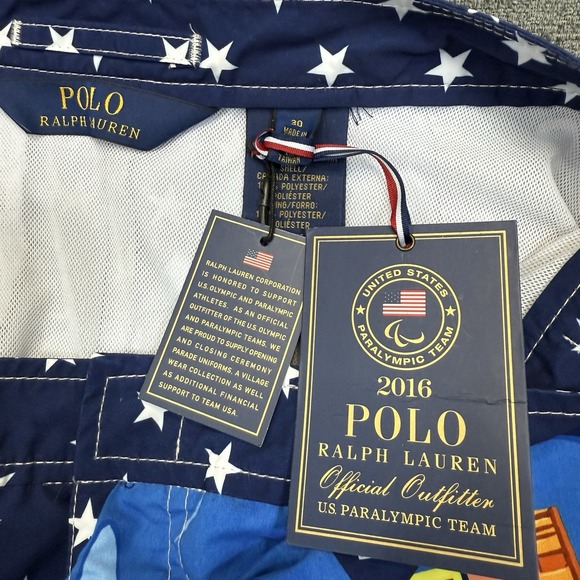 POLO
RALPH LAUREN
30
MADE IN
TAIWAN
SHELL/
EXTERNA:
POLYESTER/
POLIÉSTER
POLYESTER/
POLIÉSTER
RALPH LAUREN CORPORATION
IS HONORED TO SUPPORT
U.S. OLYMPIC AND PARALYMPIC
ATHLETES. AS AN OFFICIAL
OUTFITTER OF THE U.S. OLYMPIC
AND PARALYMPIC TEAMS, WE
ARE PROUD TO SUPPLY OPENING
AND CLOSING CEREMONY
PARADE UNIFORMS, A VILLAGE
WEAR COLLECTION AS WELL
AS ADDITIONAL FINANCIAL
SUPPORT TO TEAM USA.
UNITED STATES
PARALYMPIC TEAM
2016
POLO
RALPH LAUREN
Official Outfitter
US PARALYMPIC TEAM